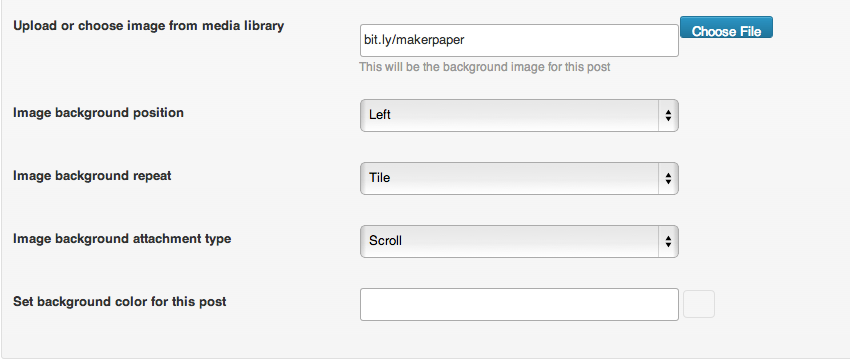 Upload or choose image from media library
bit.ly/makerpaper
Choose File
This will be the background image for this post
Image background position
Left
Image background repeat
Tile
Image background attachment type
Scroll
Set background color for this post